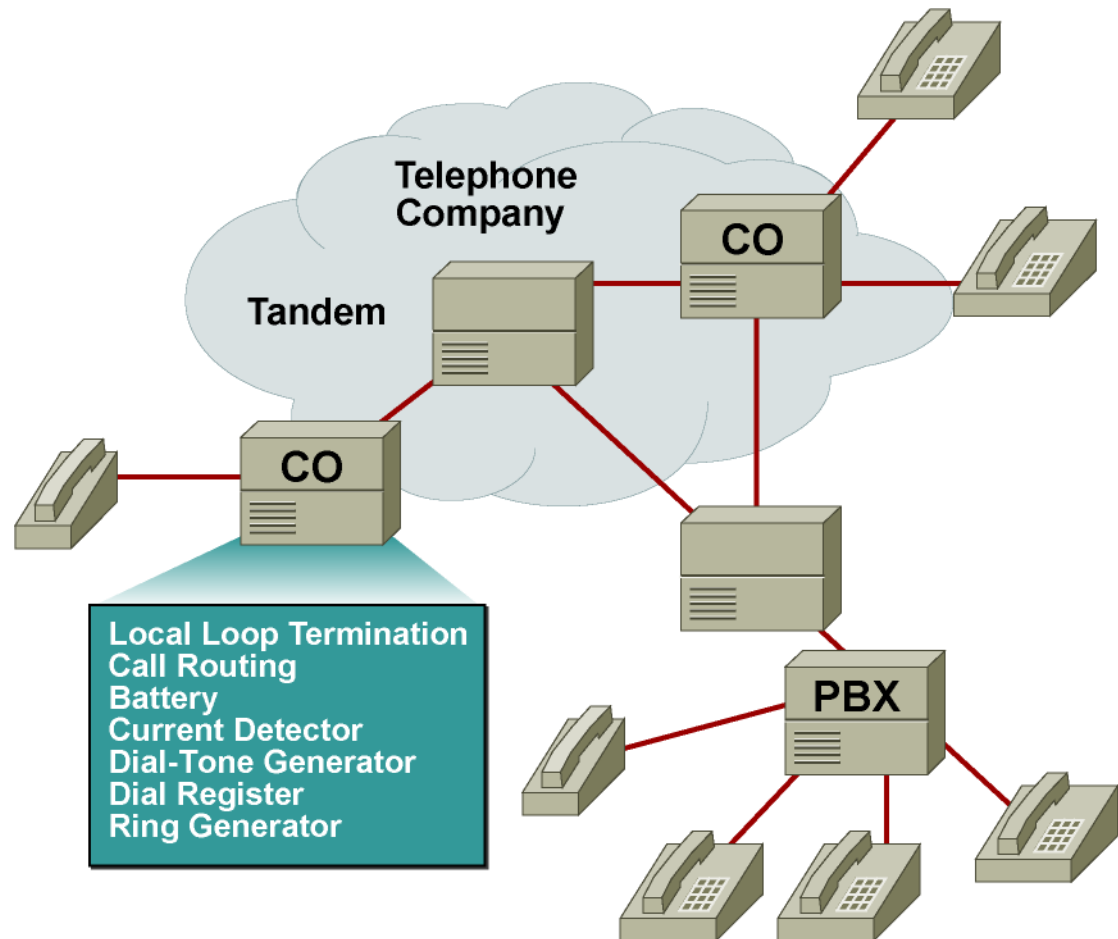 Telephone
Company
CO
Tandem
CO
PBX
Local Loop Termination
Call Routing
Battery
Current Detector
Dial-Tone Generator
Dial Register
Ring Generator